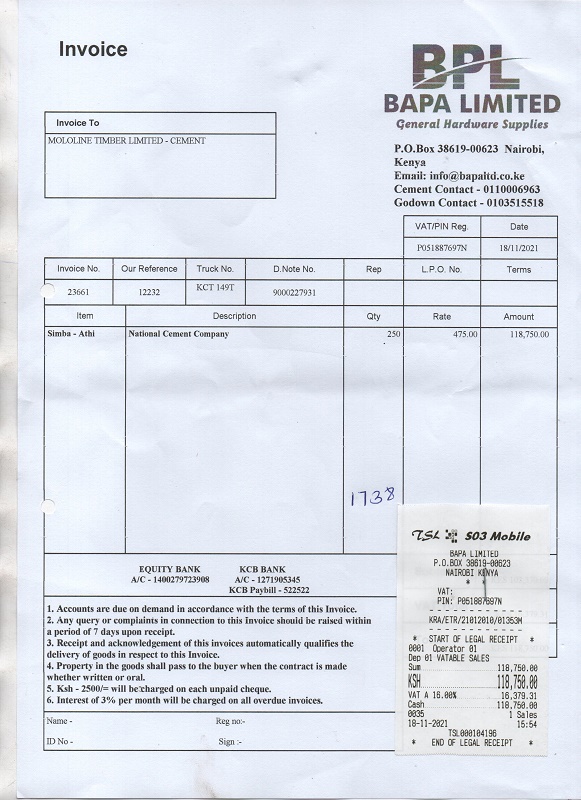 Invoice
BPL
BAPA LIMITED
General Hardware Supplies
Invoice To
MOLOLINE TIMBER LIMITED - CEMENT
P.O.Box 38619-00623 Nairobi,
Kenya
Email: info@bapaltd.co.ke
Cement Contact - 0110006963
Godown Contact - 0103515518
VAT/PIN Reg. Date
P051887697N 18/11/2021
Invoice No. Our Reference Truck No. D.Note No. Rep L.P.O. No. Terms
23661 12232 KCT 149T 9000227931
Item Description Qty Rate Amount
Simba - Athi National Cement Company 250 475.00 118,750.00
1738
EQUITY BANK KCB BANK
A/C - 1400279723908 A/C - 1271905345
KCB Paybill - 522522
1. Accounts are due on demand in accordance with the terms of this Invoice.
2. Any query or complaints in connection to this Invoice should be raised within
a period of 7 days upon receipt.
3. Receipt and acknowledgement of this invoices automatically qualifies the
delivery of goods in respect to this Invoice.
4. Property in the goods shall pass to the buyer when the contract is made
whether written or oral.
5. Ksh - 2500/= will be charged on each unpaid cheque.
6. Interest of 3% per month will be charged on all overdue invoices.
Name - Reg no:-
ID No - Sign :-
TSL S03 Mobile
BAPA LIMITED
P.O.BOX 38619-00623
NAIROBI KENYA
* *
VAT:
PIN: P051887697N
KRA/ETR/21012010/01353M
* START OF LEGAL RECEIPT *
0001 Operator 01
Dep 01 VATABLE SALES
Sum 118,750.00
KSH 118,750.00
VAT A 16.00% 16,379.31
Cash 118,750.00
0035 1 Sales
18-11-2021 15:54
TSL000104196
* END OF LEGAL RECEIPT *